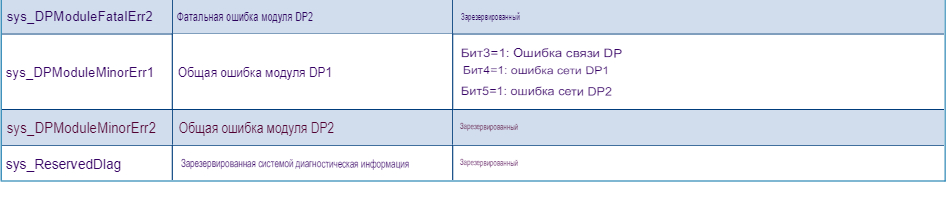 sys_DPModuleFatalErr2 Фатальная ошибка модуля DP2 Зарезервированный
Бит3=1: Ошибка связи DP
sys_DPModuleMinorErr1 Общая ошибка модуля DP1 Бит4=1: ошибка сети DP1
Бит5=1: ошибка сети DP2
sys_DPModuleMinorErr2 Общая ошибка модуля DP2 Зарезервированный
sys_ReservedDlag Зарезервированная системой диагностическая информация Зарезервированный